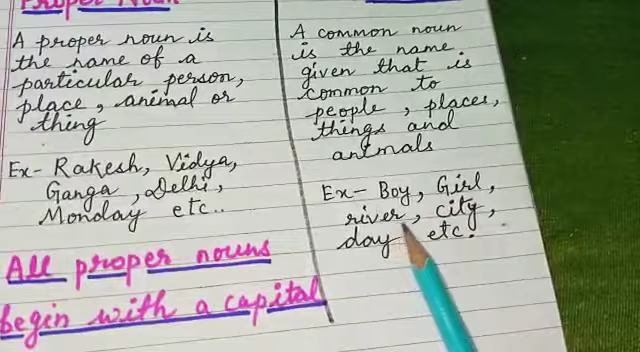 Proper Noun
A proper noun is
the name of a
particular person,
place, animal or
thing
Ex- Rakesh, Vidya,
Ganga, Delhi,
Monday etc..
All proper nouns
begin with a capital
A common noun
is the name
given that is
common to
people, places,
things and
animals
Ex- Boy, Girl,
river, city,
day etc.